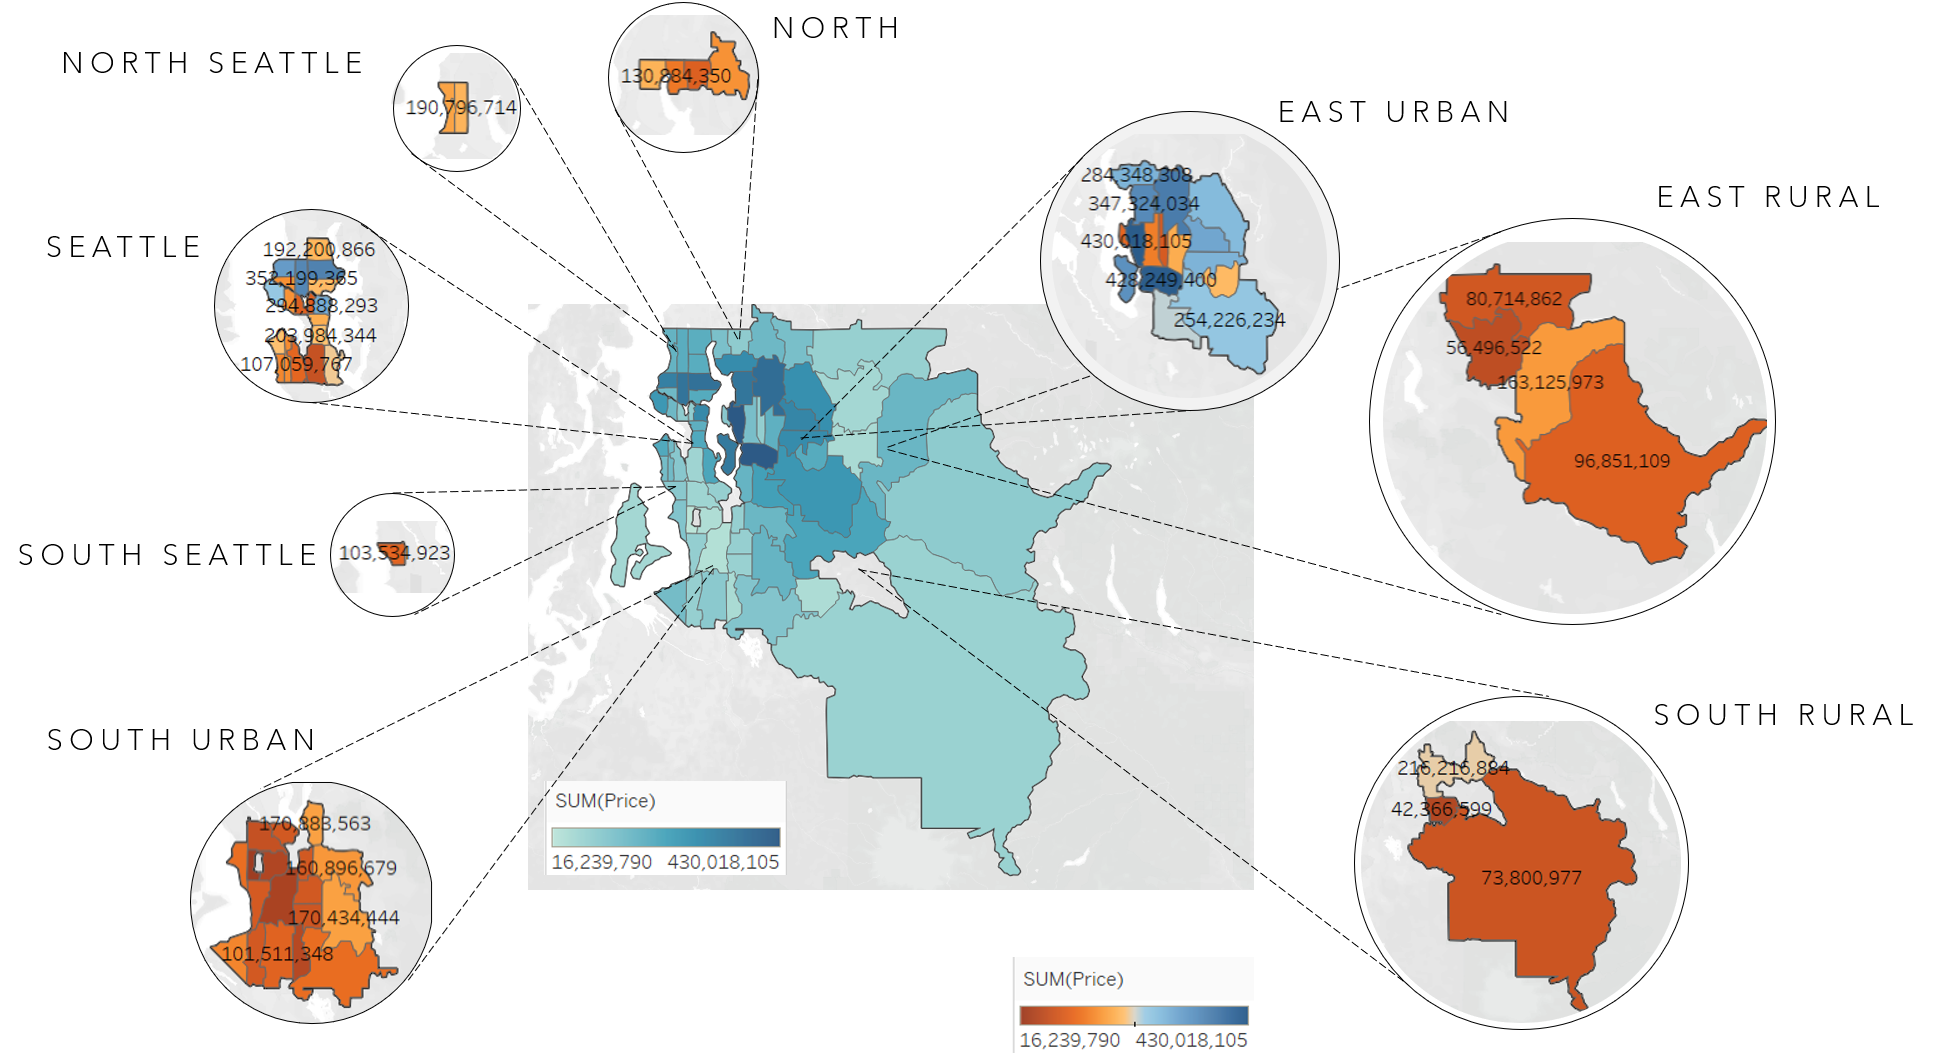 NORTH
NORTH SEATTLE
130,884,350
190,796,714
EAST URBAN
284,348,308
347,324,034
430,018,105
428,249,400
254,226,234
EAST RURAL
80,714,862
56,496,522
163,125,973
96,851,109
SEATTLE
192,200,866
352,199,365
294,888,293
203,984,344
107,059,767
SOUTH SEATTLE
103,534,923
SOUTH URBAN
170,883,563
160,896,679
170,434,444
101,511,348
SOUTH RURAL
216,216,884
42,366,599
73,800,977
SUM(Price)
16,239,790 430,018,105
SUM(Price)
16,239,790 430,018,105